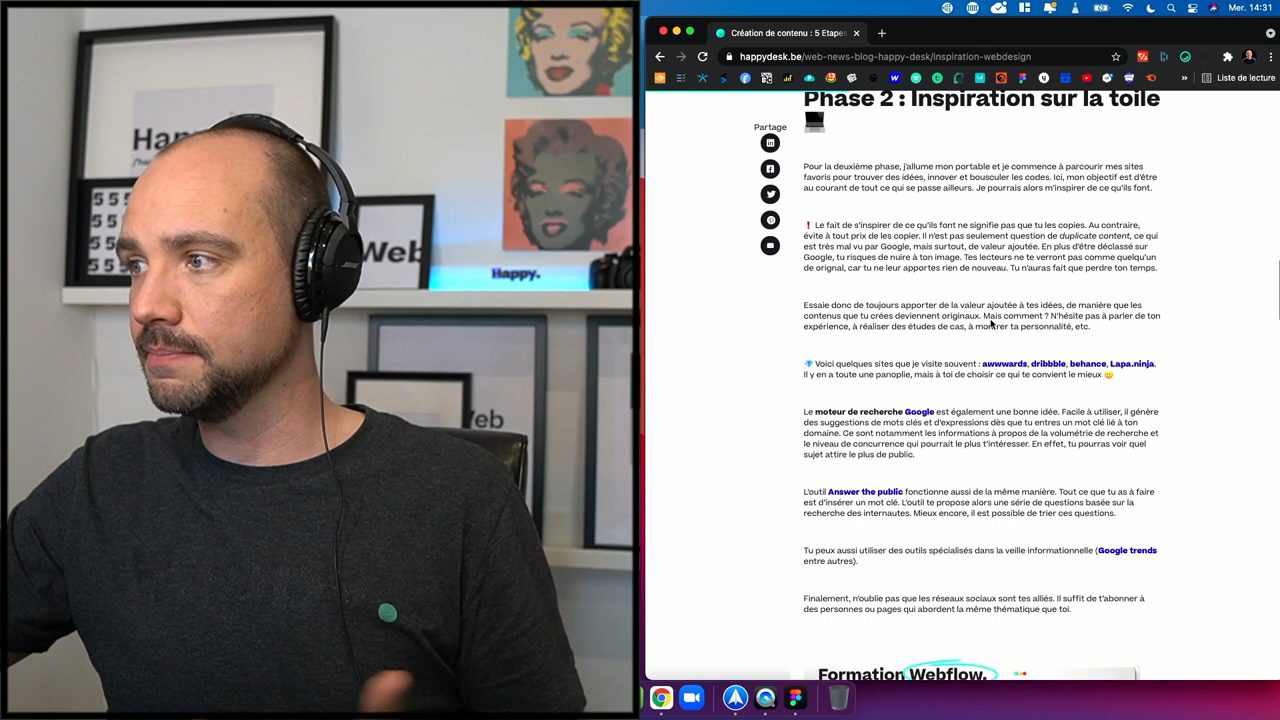 Hap
5 5 5
5 5 5
5 5 5 5
Web
Happy.
eb
Mer. 14:31
Création de contenu : 5 Etapes
happydesk.be/web-news-blog-happy-desk/inspiration-webdesign
Liste de lecture
Phase 2 : Inspiration sur la toile
Partage
Pour la deuxième phase, j'allume mon portable et je commence à parcourir mes sites
favoris pour trouver des idées, innover et bousculer les codes. Ici, mon objectif est d'être
au courant de tout ce qui se passe ailleurs. Je pourrais alors m'inspirer de ce qu'ils font.
❗ Le fait de s'inspirer de ce qu'ils font ne signifie pas que tu les copies. Au contraire,
évite à tout prix de les copier. Il n'est pas seulement question de duplicate content, ce qui
est très mal vu par Google, mais surtout, de valeur ajoutée. En plus d'être déclassé sur
Google, tu risques de nuire à ton image. Tes lecteurs ne te verront pas comme quelqu'un
de orignal, car tu ne leur apportes rien de nouveau. Tu n'auras fait que perdre ton temps.
Essaie donc de toujours apporter de la valeur ajoutée à tes idées, de manière que les
contenus que tu crées deviennent originaux. Mais comment ? N'hésite pas à parler de ton
expérience, à réaliser des études de cas, à montrer ta personnalité, etc.
💎 Voici quelques sites que je visite souvent : awwwards, dribbble, behance, Lapa.ninja.
Il y en a toute une panoplie, mais à toi de choisir ce qui te convient le mieux 🙂
Le moteur de recherche Google est également une bonne idée. Facile à utiliser, il génère
des suggestions de mots clés et d'expressions dès que tu entres un mot clé lié à ton
domaine. Ce sont notamment les informations à propos de la volumétrie de recherche et
le niveau de concurrence qui pourrait le plus t'intéresser. En effet, tu pourras voir quel
sujet attire le plus de public.
L'outil Answer the public fonctionne aussi de la même manière. Tout ce que tu as à faire
est d'insérer un mot clé. L'outil te propose alors une série de questions basée sur la
recherche des internautes. Mieux encore, il est possible de trier ces questions.
Tu peux aussi utiliser des outils spécialisés dans la veille informationnelle (Google trends
entre autres).
Finalement, n'oublie pas que les réseaux sociaux sont tes alliés. Il suffit de t'abonner à
des personnes ou pages qui abordent la même thématique que toi.
Formation Webflow.